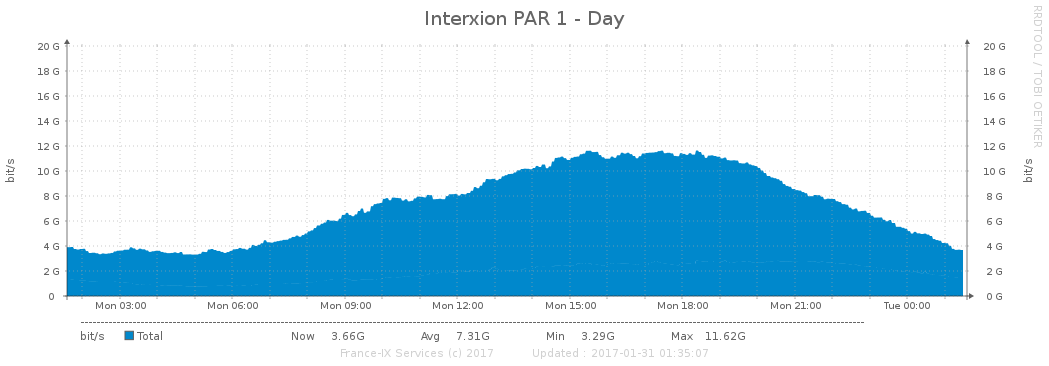 Interxion PAR 1 - Day
RRDTOOL / TOBI OETIKER
bit/s
bit/s
20 G 20 G
18 G 18 G
16 G 16 G
14 G 14 G
12 G 12 G
10 G 10 G
8 G 8 G
6 G 6 G
4 G 4 G
2 G 2 G
0 0 G
Mon 03:00 Mon 06:00 Mon 09:00 Mon 12:00 Mon 15:00 Mon 18:00 Mon 21:00 Tue 00:00
bit/s Total Now 3.66G Avg 7.31G Min 3.29G Max 11.62G
France-IX Services (c) 2017 Updated : 2017-01-31 01:35:07